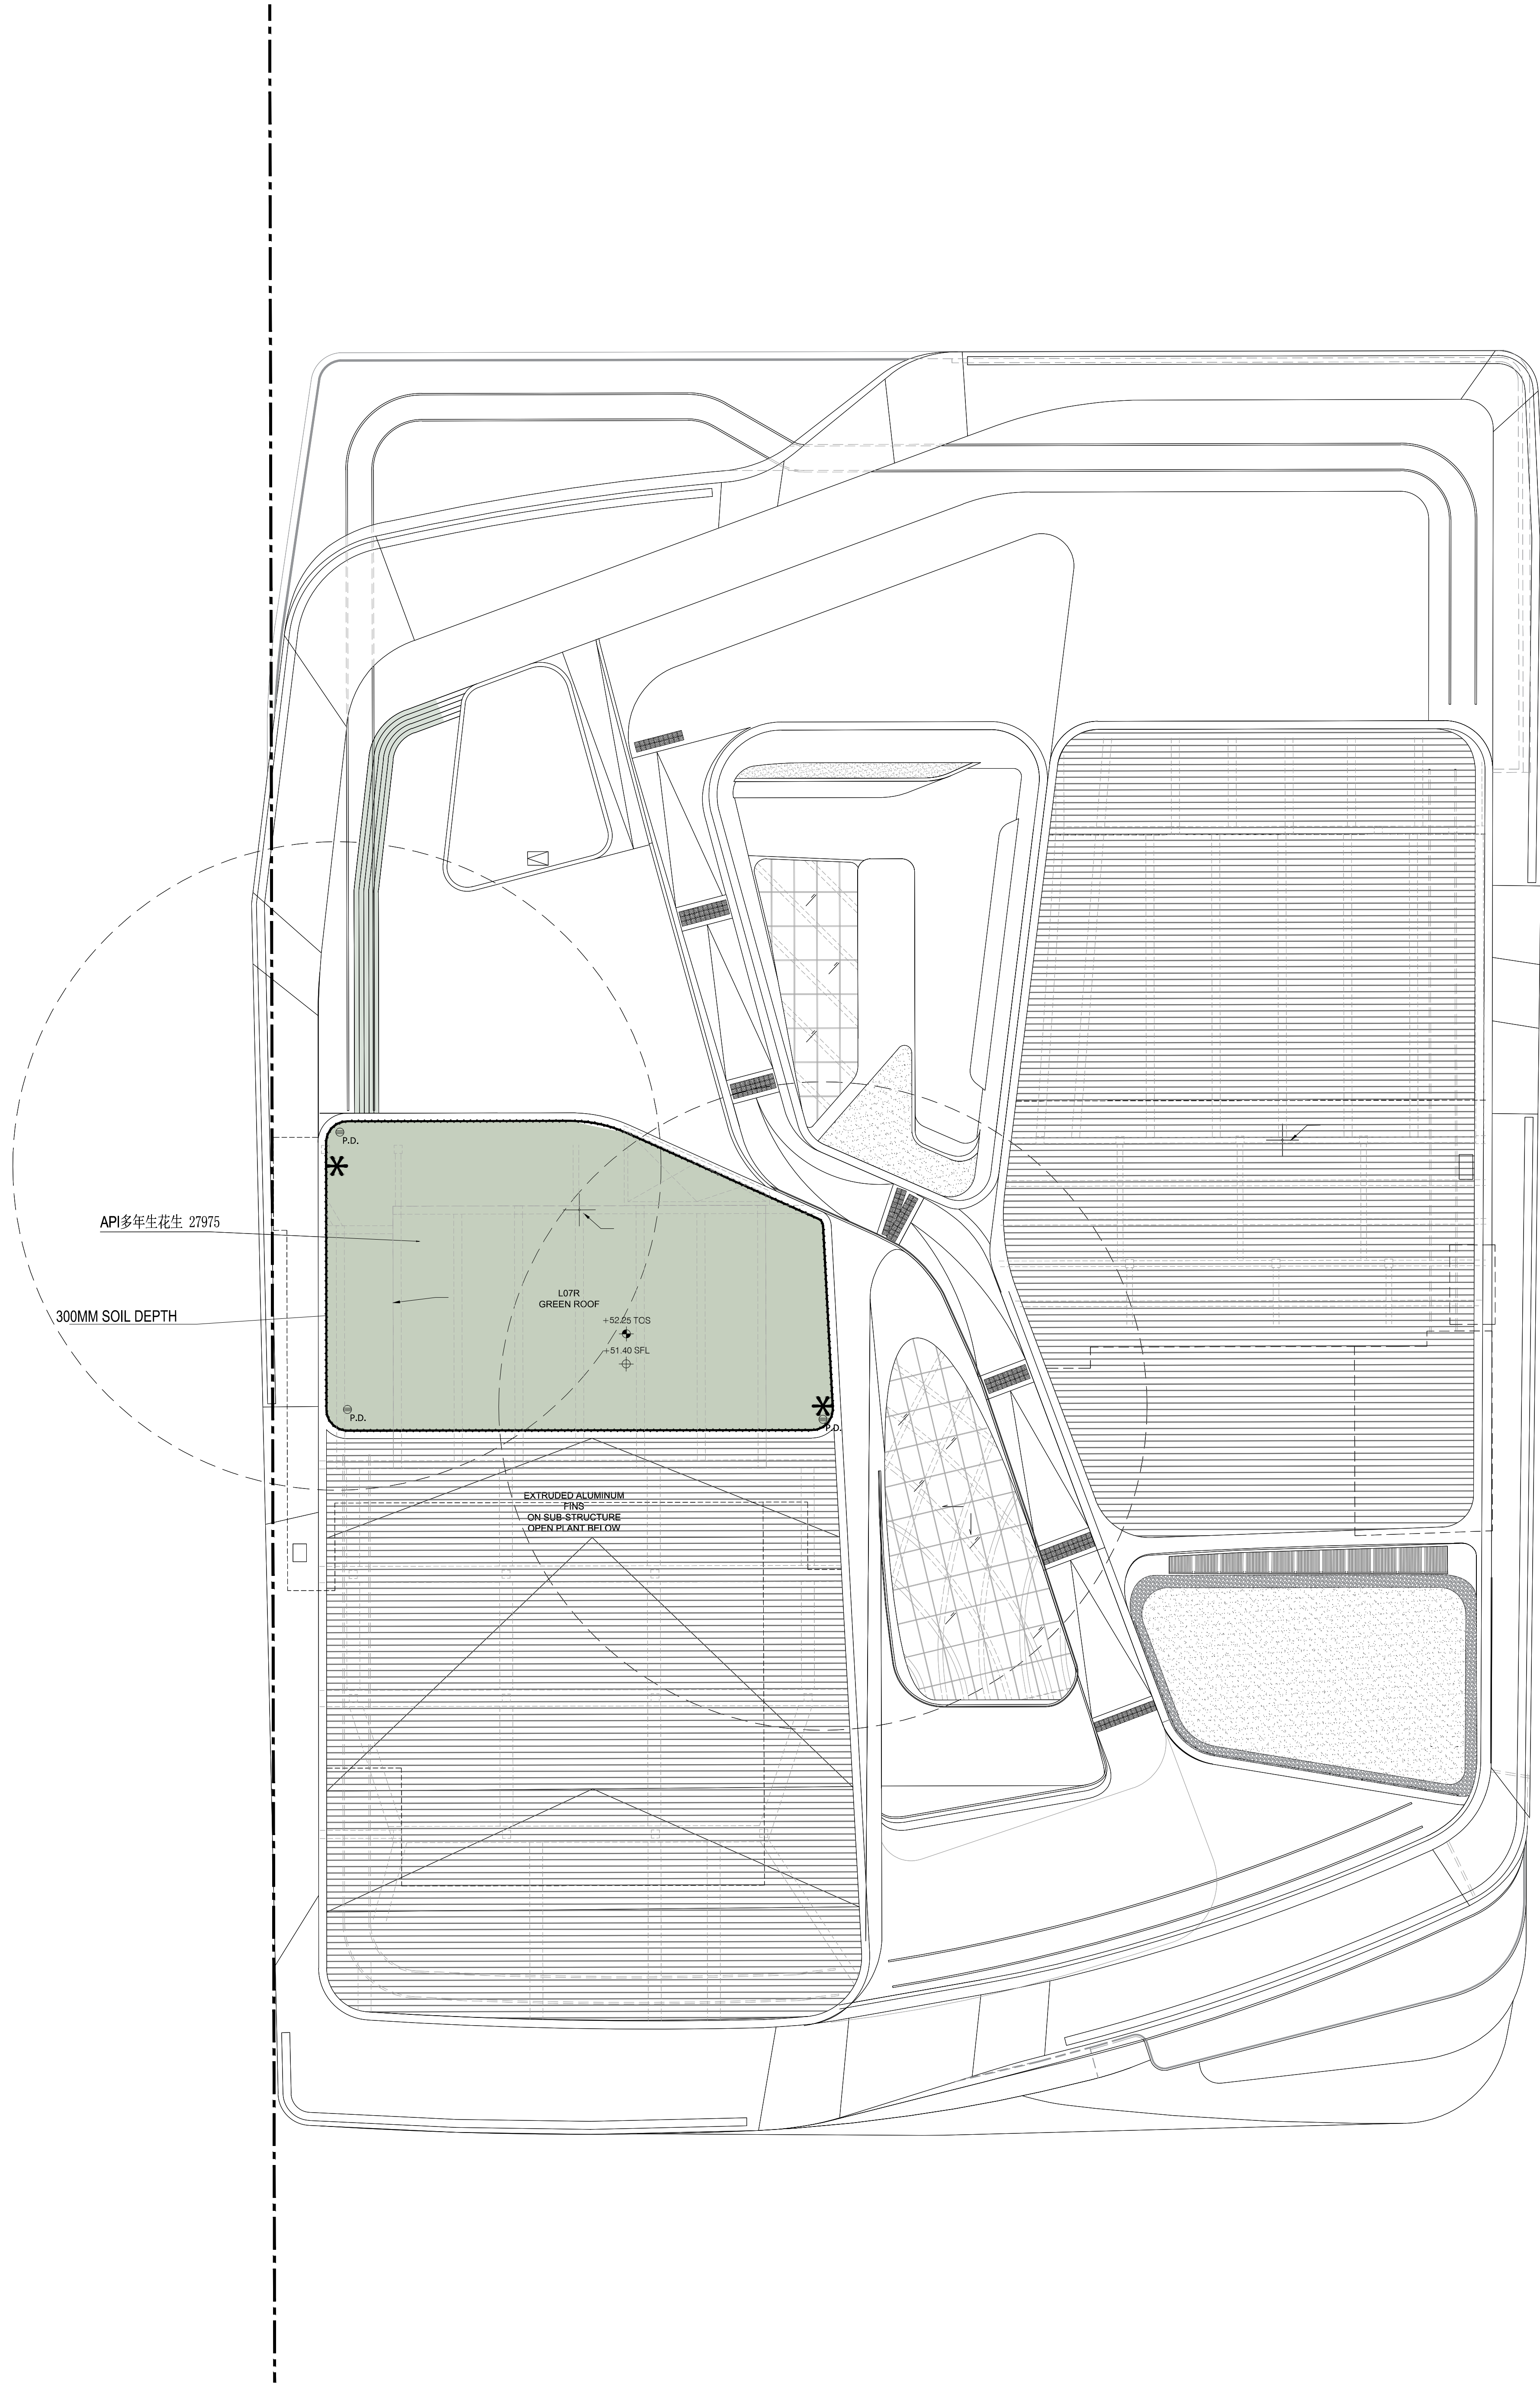 P.D.
API多年生花生 27975
L07R
GREEN ROOF
300MM SOIL DEPTH
+52.25 TOS
+51.40 SFL
P.D.
P.D.
EXTRUDED ALUMINUM
FINS
ON SUB-STRUCTURE
OPEN PLANT BELOW